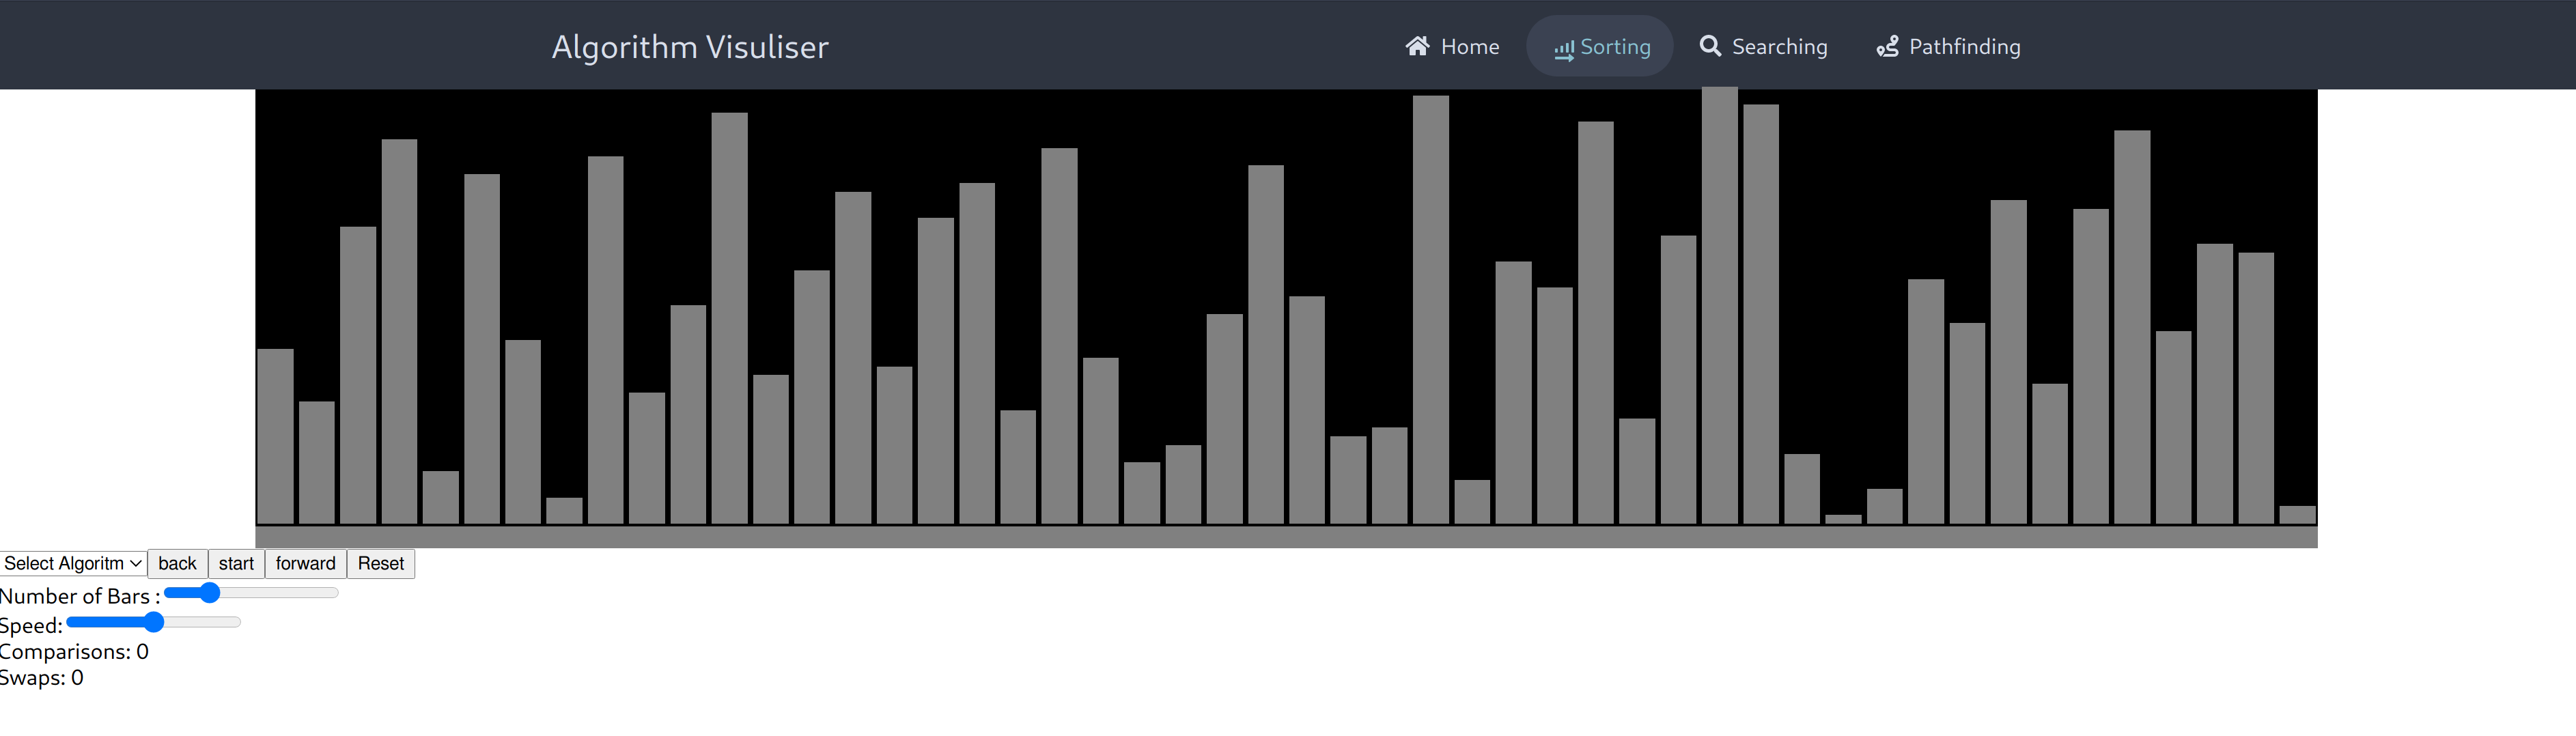 Algorithm Visuliser Home Sorting Searching Pathfinding
Select Algoritm back start forward Reset
Number of Bars :
Speed:
Comparisons: 0
Swaps: 0